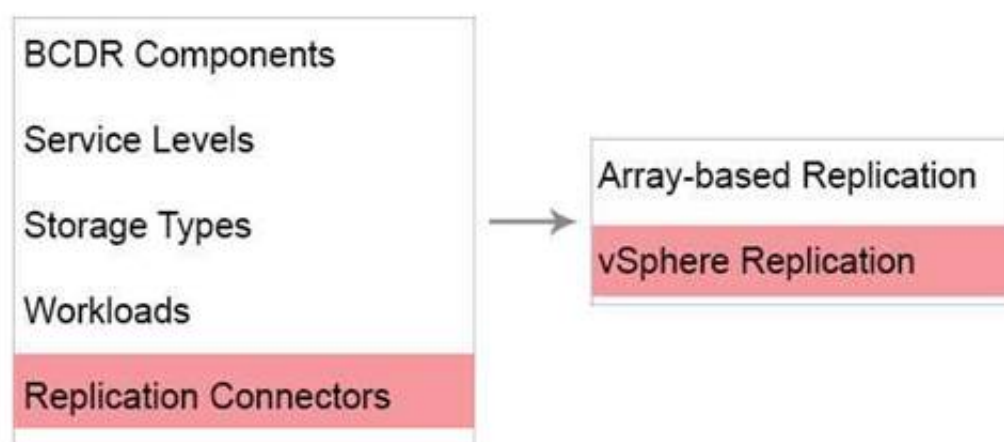 BCDR Components
Service Levels
Storage Types
Workloads
Replication Connectors
Array-based Replication
vSphere Replication